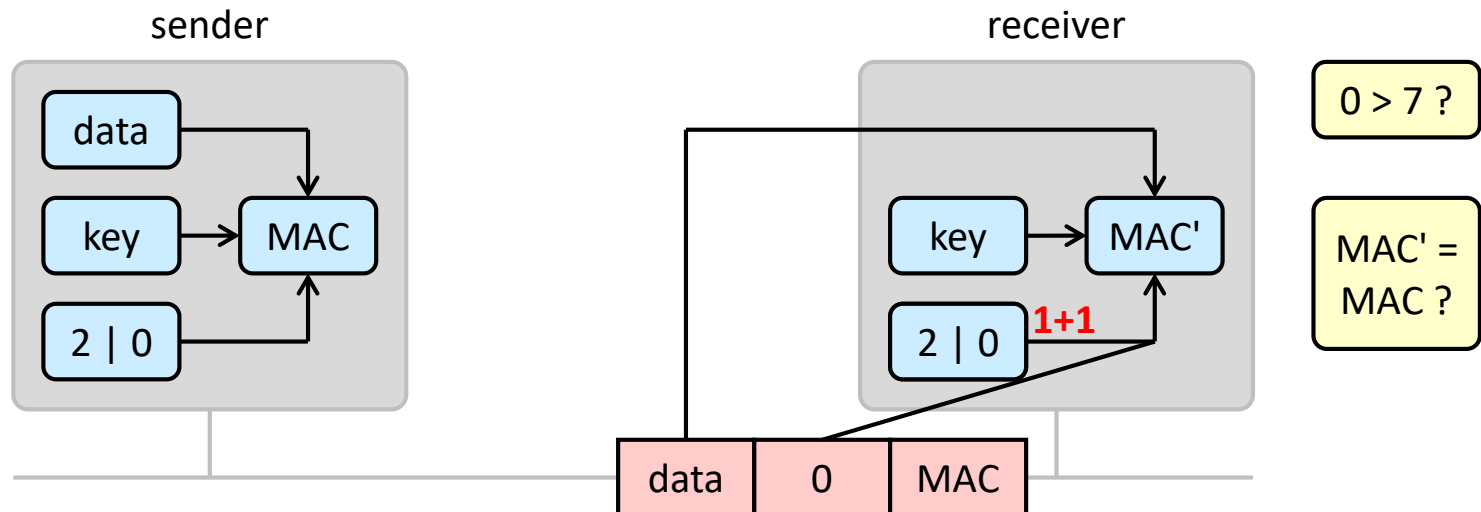 sender
receiver
data
key
MAC
2 | 0
key
MAC'
2 | 0
1+1
data
0
MAC
0 > 7 ?
MAC' =
MAC ?